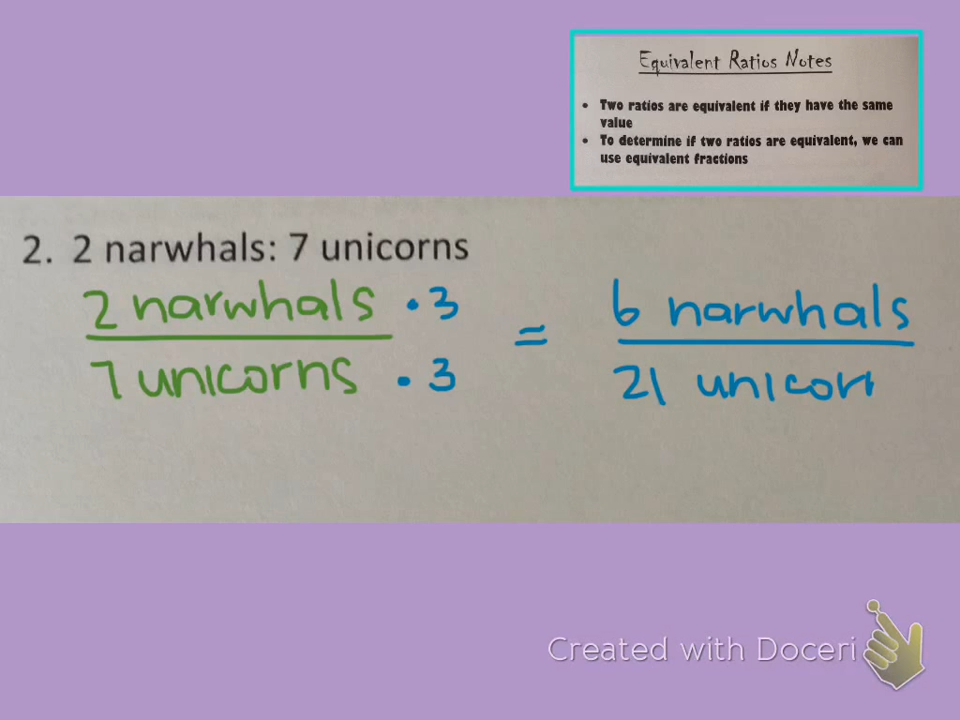 Equivalent Ratios Notes
• Two ratios are equivalent if they have the same
value
• To determine if two ratios are equivalent, we can
use equivalent fractions
2. 2 narwhals: 7 unicorns
2 narwhals • 3 = 6 narwhals
7 unicorns • 3 21 unicorn
Created with Doceri